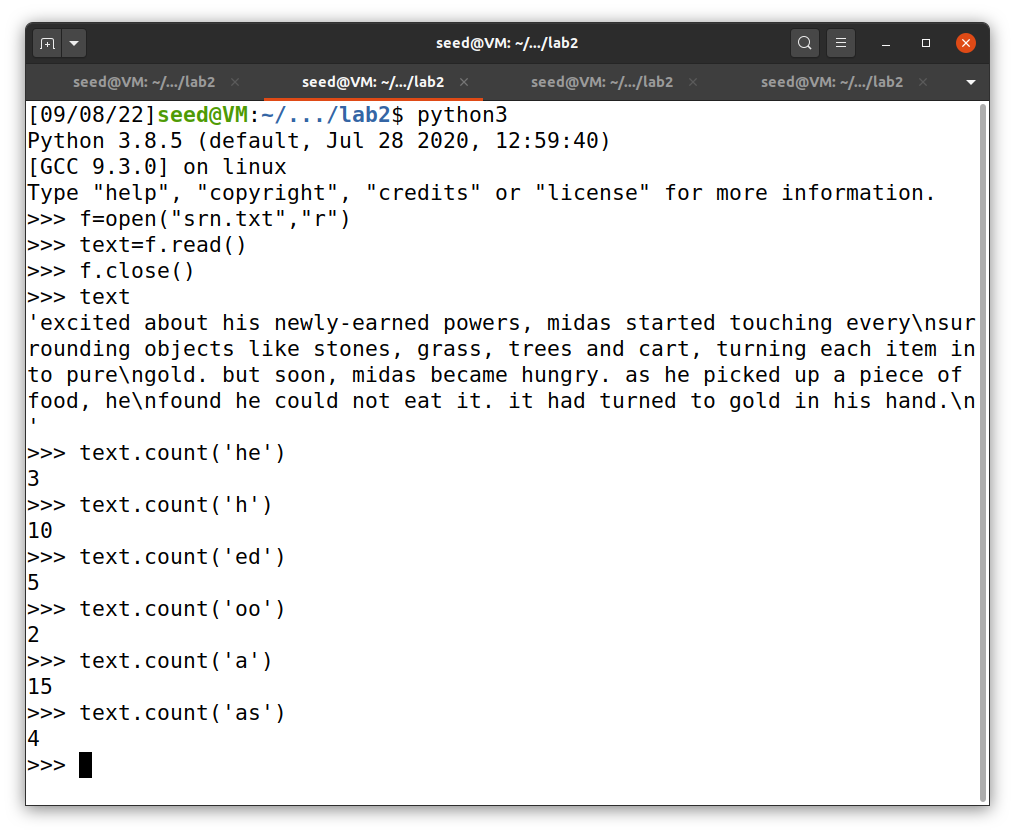 seed@VM: ~/.../lab2
seed@VM: ~/.../lab2 × seed@VM: ~/.../lab2 × seed@VM: ~/.../lab2 × seed@VM: ~/.../lab2 ×
[09/08/22]seed@VM:~/.../lab2$ python3
Python 3.8.5 (default, Jul 28 2020, 12:59:40)
[GCC 9.3.0] on linux
Type "help", "copyright", "credits" or "license" for more information.
>>> f=open("srn.txt","r")
>>> text=f.read()
>>> f.close()
>>> text
'excited about his newly-earned powers, midas started touching every\nsur
rounding objects like stones, grass, trees and cart, turning each item in
to pure\ngold. but soon, midas became hungry. as he picked up a piece of
food, he\nfound he could not eat it. it had turned to gold in his hand.\n
'
>>> text.count('he')
3
>>> text.count('h')
10
>>> text.count('ed')
5
>>> text.count('oo')
2
>>> text.count('a')
15
>>> text.count('as')
4
>>>